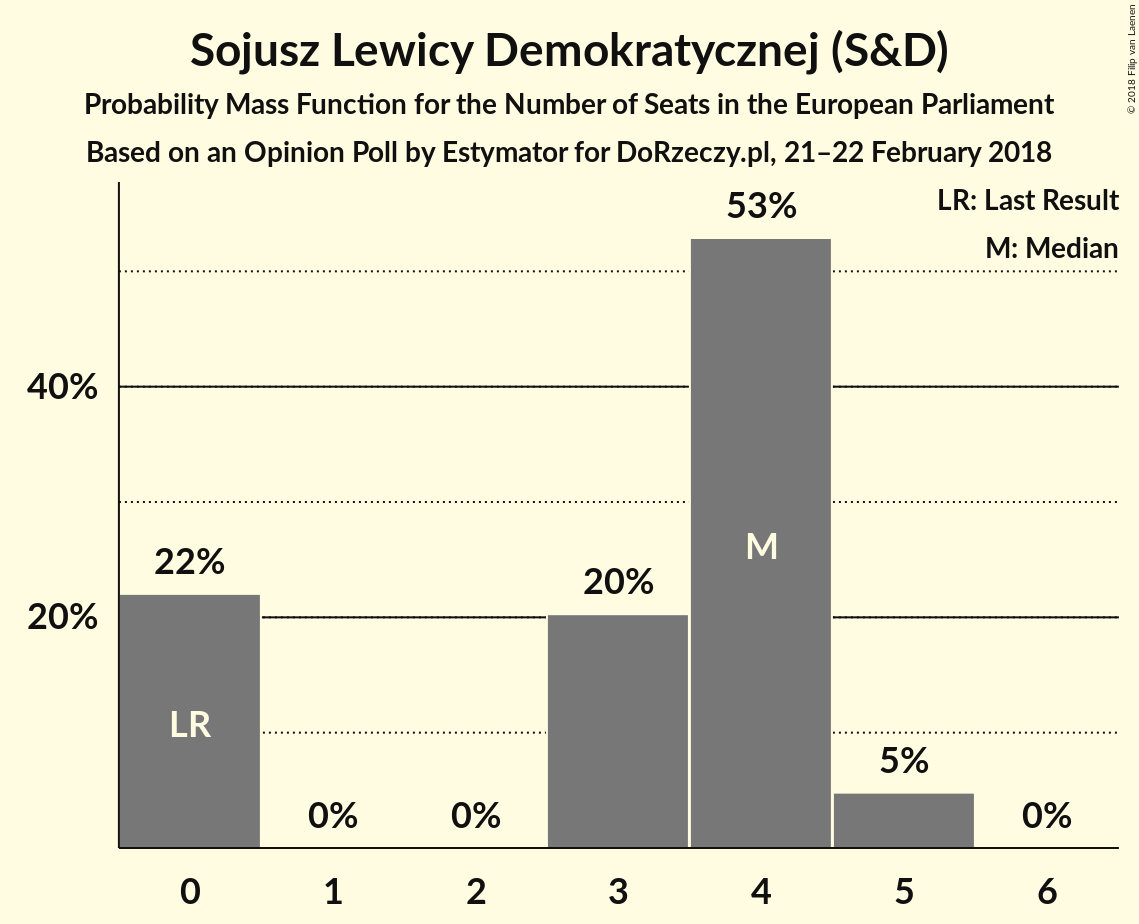 Sojusz Lewicy Demokratycznej (S&D)
Probability Mass Function for the Number of Seats in the European Parliament
Based on an Opinion Poll by Estymator for DoRzeczy.pl, 21–22 February 2018
© 2018 Filip van Laenen
LR: Last Result
M: Median
53%
40%
M
22%
20%
20%
LR
5%
0%
0%
0%
0 1 2 3 4 5 6